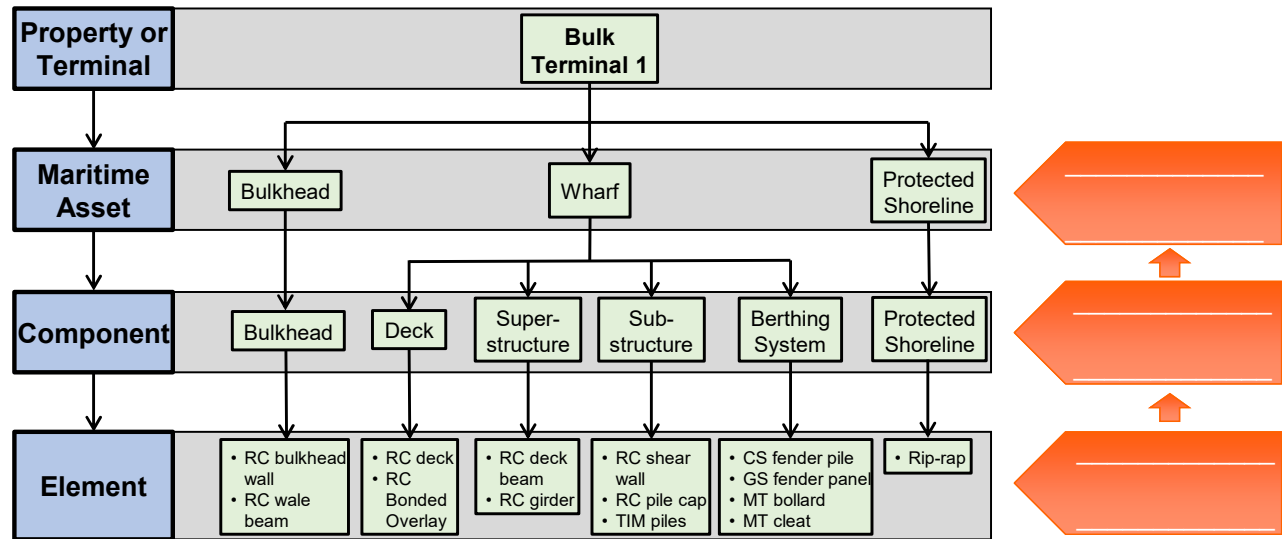 Property or
Terminal
Bulk
Terminal 1
Maritime
Asset
Bulkhead
Wharf
Protected
Shoreline
Component
Bulkhead
Deck
Super-
structure
Sub-
structure
Berthing
System
Protected
Shoreline
Element
• RC bulkhead
wall
• RC wale
beam
• RC deck
• RC
Bonded
Overlay
• RC deck
beam
• RC girder
• RC shear
wall
• RC pile cap
• TIM piles
• CS fender pile
• GS fender panel
• MT bollard
• MT cleat
• Rip-rap